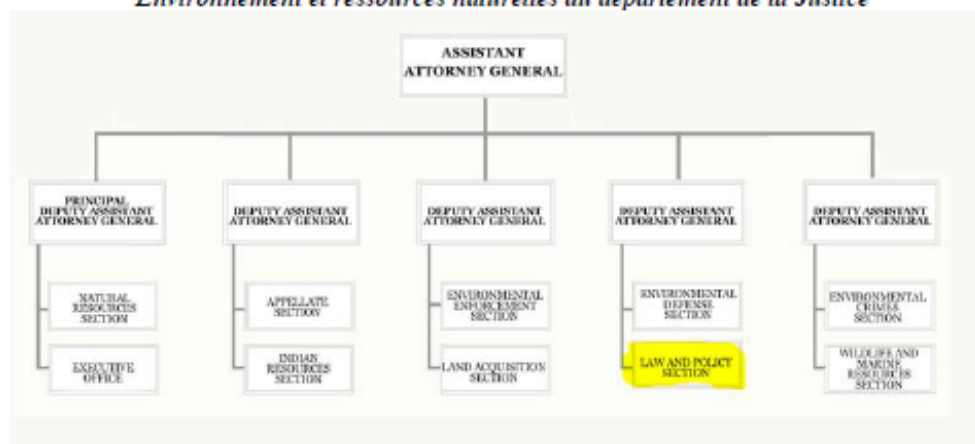 Environnement et ressources naturelles du département de la Justice
ASSISTANT
ATTORNEY GENERAL
PRINCIPAL
DEPUTY ASSISTANT
ATTORNEY GENERAL
DEPUTY ASSISTANT
ATTORNEY GENERAL
DEPUTY ASSISTANT
ATTORNEY GENERAL
DEPUTY ASSISTANT
ATTORNEY GENERAL
DEPUTY ASSISTANT
ATTORNEY GENERAL
NATURAL
RESOURCES
SECTION
APPELLATE
SECTION
ENVIRONMENTAL
ENFORCEMENT
SECTION
ENVIRONMENTAL
DEFENSE
SECTION
ENVIRONMENTAL
CRIMES
SECTION
EXECUTIVE
OFFICE
INDIAN
RESOURCES
SECTION
LAND ACQUISITION
SECTION
LAW AND POLICY
SECTION
WILDLIFE AND
MARINE
RESOURCES
SECTION